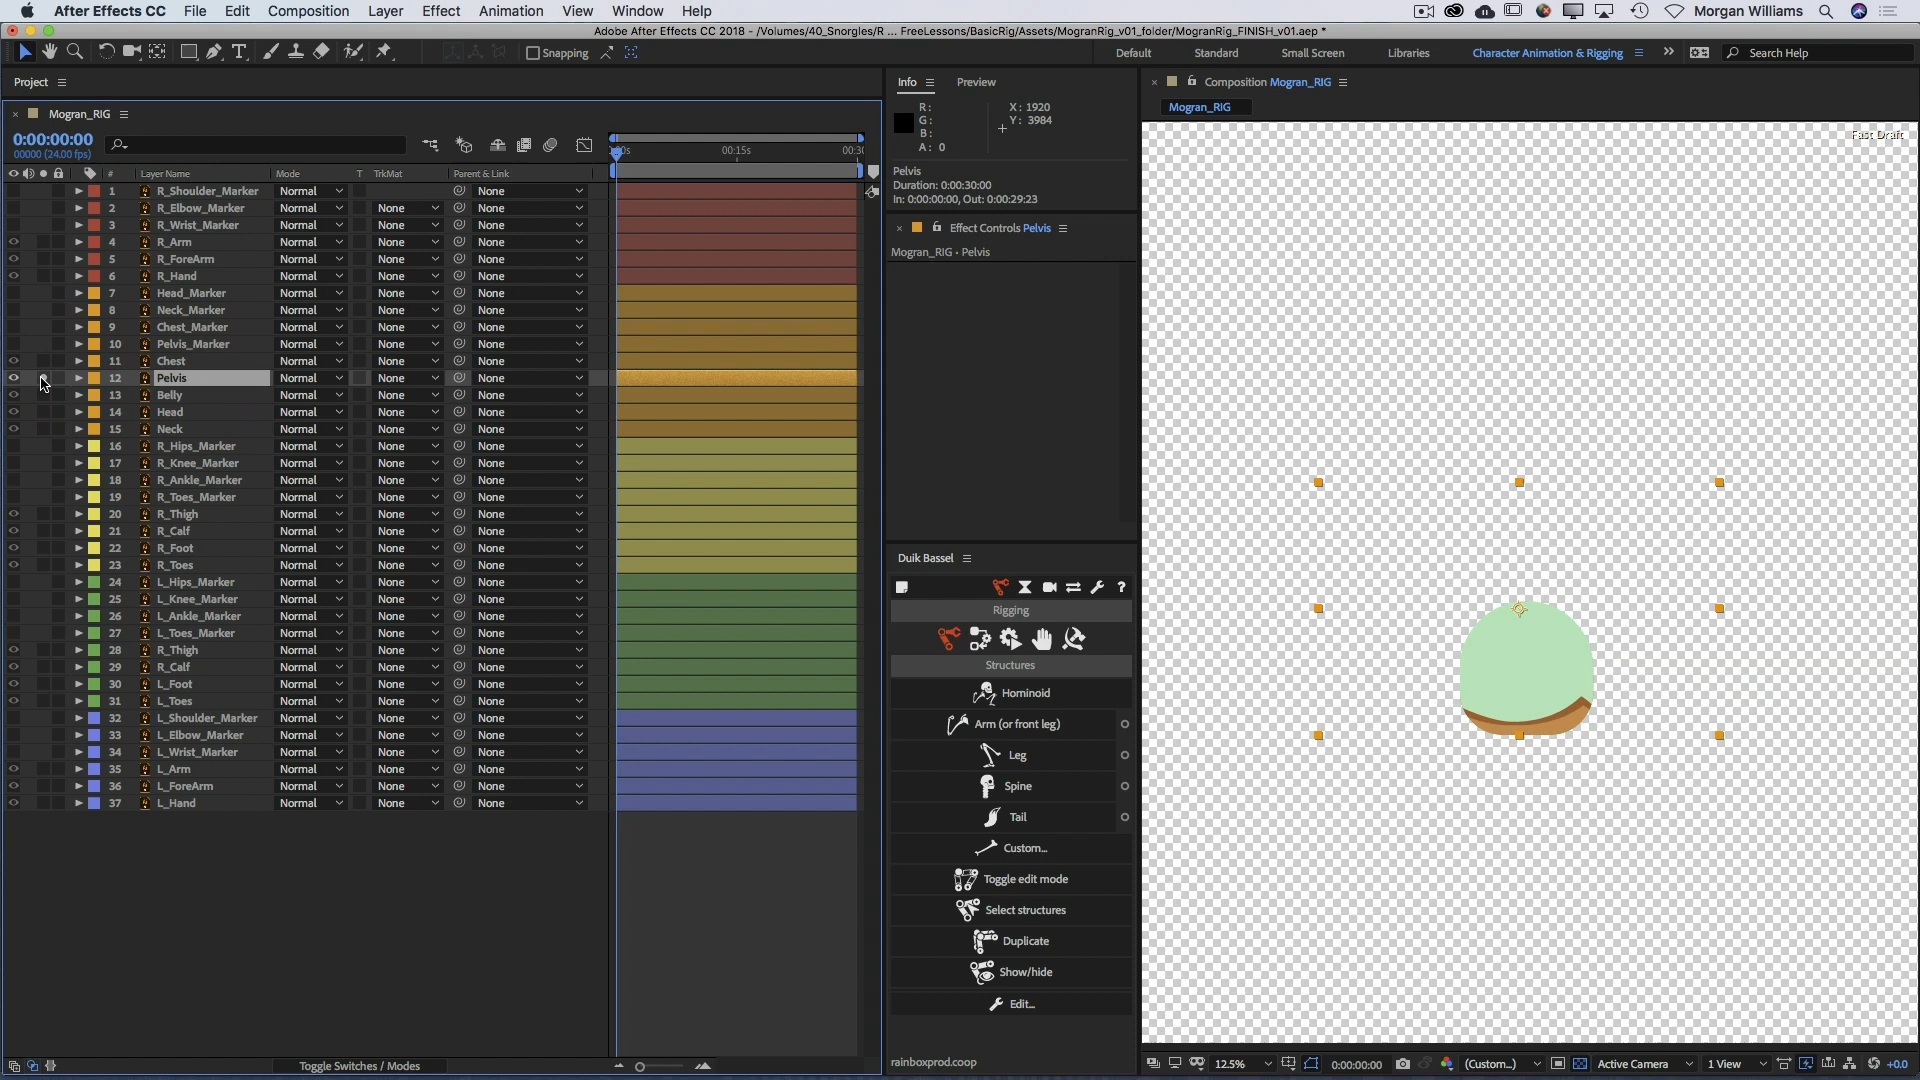 After Effects CC File Edit Composition Layer Effect Animation View Window Help Morgan Williams
Adobe After Effects CC 2018 - /Volumes/40_Snorgles/R ... FreeLessons/BasicRig/Assets/MogranRig_v01_folder/MogranRig_FINISH_v01.aep *
Snapping Default Standard Small Screen Libraries Character Animation & Rigging Search Help
Project
Mogran_RIG
0:00:00:00
00000 (24.00 fps)
00:15s
Layer Name Mode T TrkMat Parent & Link
1 R_Shoulder_Marker Normal None
2 R_Elbow_Marker Normal None None
3 R_Wrist_Marker Normal None None
4 R_Arm Normal None None
5 R_ForeArm Normal None None
6 R_Hand Normal None None
7 Head_Marker Normal None None
8 Neck_Marker Normal None None
9 Chest_Marker Normal None None
10 Pelvis_Marker Normal None None
11 Chest Normal None None
12 Pelvis Normal None None
13 Belly Normal None None
14 Head Normal None None
15 Neck Normal None None
16 R_Hips_Marker Normal None None
17 R_Knee_Marker Normal None None
18 R_Ankle_Marker Normal None None
19 R_Toes_Marker Normal None None
20 R_Thigh Normal None None
21 R_Calf Normal None None
22 R_Foot Normal None None
23 R_Toes Normal None None
24 L_Hips_Marker Normal None None
25 L_Knee_Marker Normal None None
26 L_Ankle_Marker Normal None None
27 L_Toes_Marker Normal None None
28 R_Thigh Normal None None
29 R_Calf Normal None None
30 L_Foot Normal None None
31 L_Toes Normal None None
32 L_Shoulder_Marker Normal None None
33 L_Elbow_Marker Normal None None
34 L_Wrist_Marker Normal None None
35 L_Arm Normal None None
36 L_ForeArm Normal None None
37 L_Hand Normal None None
Toggle Switches / Modes
Info Preview
R: X: 1920
G: Y: 3984
B:
A: 0
Pelvis
Duration: 0:00:30:00
In: 0:00:00:00, Out: 0:00:29:23
Effect Controls Pelvis
Mogran_RIG • Pelvis
Duik Bassel
?
Rigging
Structures
Hominoid
Arm (or front leg)
Leg
Spine
Tail
Custom...
Toggle edit mode
Select structures
Duplicate
Show/hide
Edit...
rainboxprod.coop
Composition Mogran_RIG
Mogran_RIG
Fast Draft
12.5% 0:00:00:00 (Custom...) Active Camera 1 View +0.0